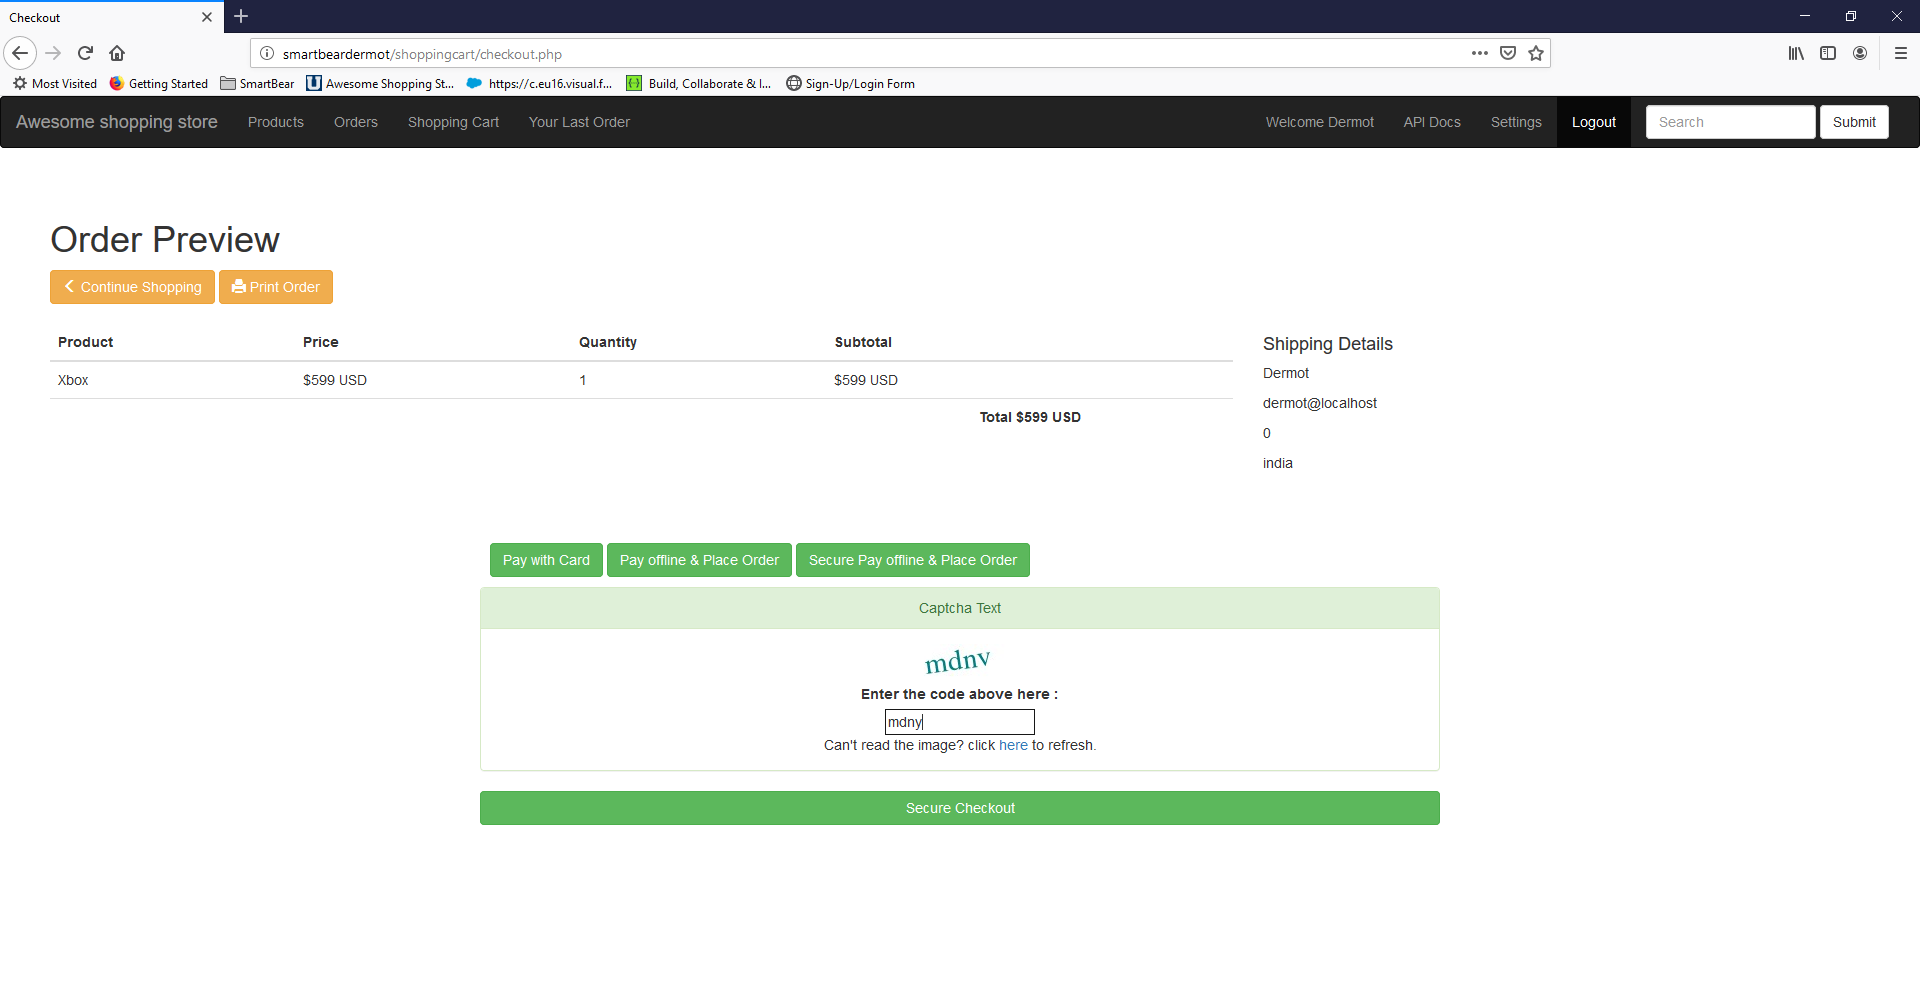 Checkout
smartbeardermot/shoppingcart/checkout.php
Most Visited Getting Started SmartBear Awesome Shopping St... https://c.eu16.visual.f... Build, Collaborate & I... Sign-Up/Login Form
Awesome shopping store Products Orders Shopping Cart Your Last Order Welcome Dermot API Docs Settings Logout Search Submit
Order Preview
Continue Shopping Print Order
Product Price Quantity Subtotal
Xbox $599 USD 1 $599 USD
Total $599 USD
Shipping Details
Dermot
dermot@localhost
0
india
Pay with Card Pay offline & Place Order Secure Pay offline & Place Order
Captcha Text
mdnv
Enter the code above here :
mdny
Can't read the image? click here to refresh.
Secure Checkout